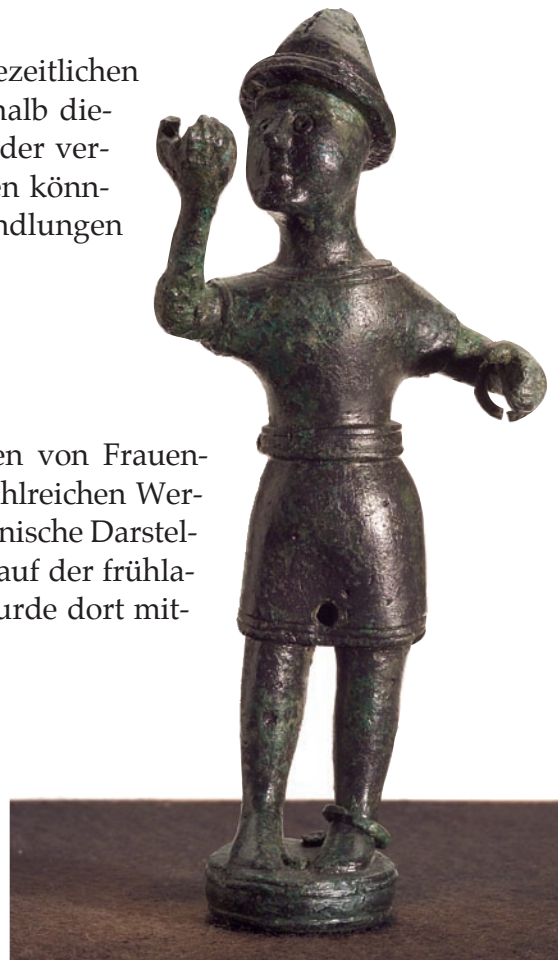 ezeitlichen
halb die-
der ver-
en könn-
ndlungen
en von Frauen-
hlreichen Wer-
nische Darstel-
auf der frühla-
urde dort mit-